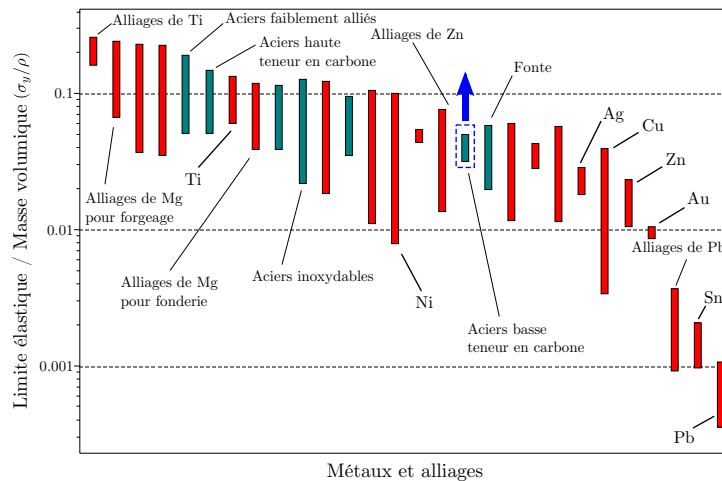 Alliages de Ti
Aciers faiblement alliés
Aciers haute
teneur en carbone
Alliages de Zn
Fonte
Ag
Cu
Zn
Au
Alliages de Pb
Sn
Pb
Ti
Alliages de Mg
pour forgeage
Alliages de Mg
pour fonderie
Aciers inoxydables
Ni
Aciers basse
teneur en carbone
0.1
0.01
0.001
Limite élastique / Masse volumique (σy/ρ)
Métaux et alliages